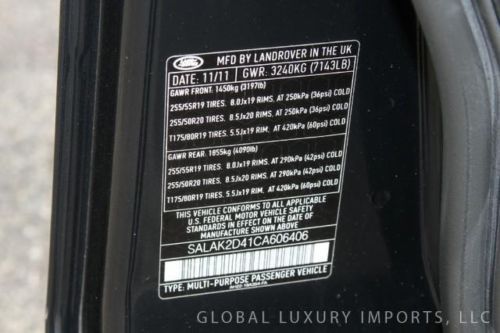 MFD BY LANDROVER IN THE UK
DATE: 11/11 GWR: 3240KG (7143LB)
GAWR FRONT: 1450kg (3197lb)
255/55R19 TIRES. 8.0Jx19 RIMS, AT 250kPa (36psi) COLD
255/50R20 TIRES. 8.5Jx20 RIMS, AT 250kPa (36psi) COLD
T175/80R19 TIRES. 5.5Jx19 RIM, AT 420kPa (60psi) COLD
GAWR REAR: 1855kg (4090lb)
255/55R19 TIRES. 8.0Jx19 RIMS, AT 290kPa (42psi) COLD
255/50R20 TIRES. 8.5Jx20 RIMS, AT 290kPa (42psi) COLD
T175/80R19 TIRES. 5.5Jx19 RIM, AT 420kPa (60psi) COLD
THIS VEHICLE CONFORMS TO ALL APPLICABLE
U.S. FEDERAL MOTOR VEHICLE SAFETY
STANDARDS IN EFFECT ON THE DATE OF
MANUFACTURE SHOWN ABOVE
SALAK2D41CA606406
TYPE: MULTI-PURPOSE PASSENGER VEHICLE
GLOBAL LUXURY IMPORTS, LLC